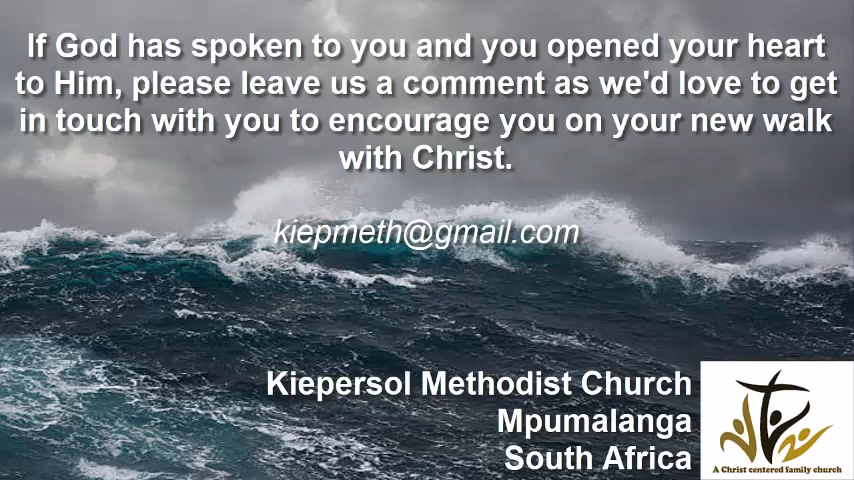 If God has spoken to you and you opened your heart
to Him, please leave us a comment as we'd love to get
in touch with you to encourage you on your new walk
with Christ.
kiepmeth@gmail.com
Kiepersol Methodist Church
Mpumalanga
South Africa
A Christ centered family church